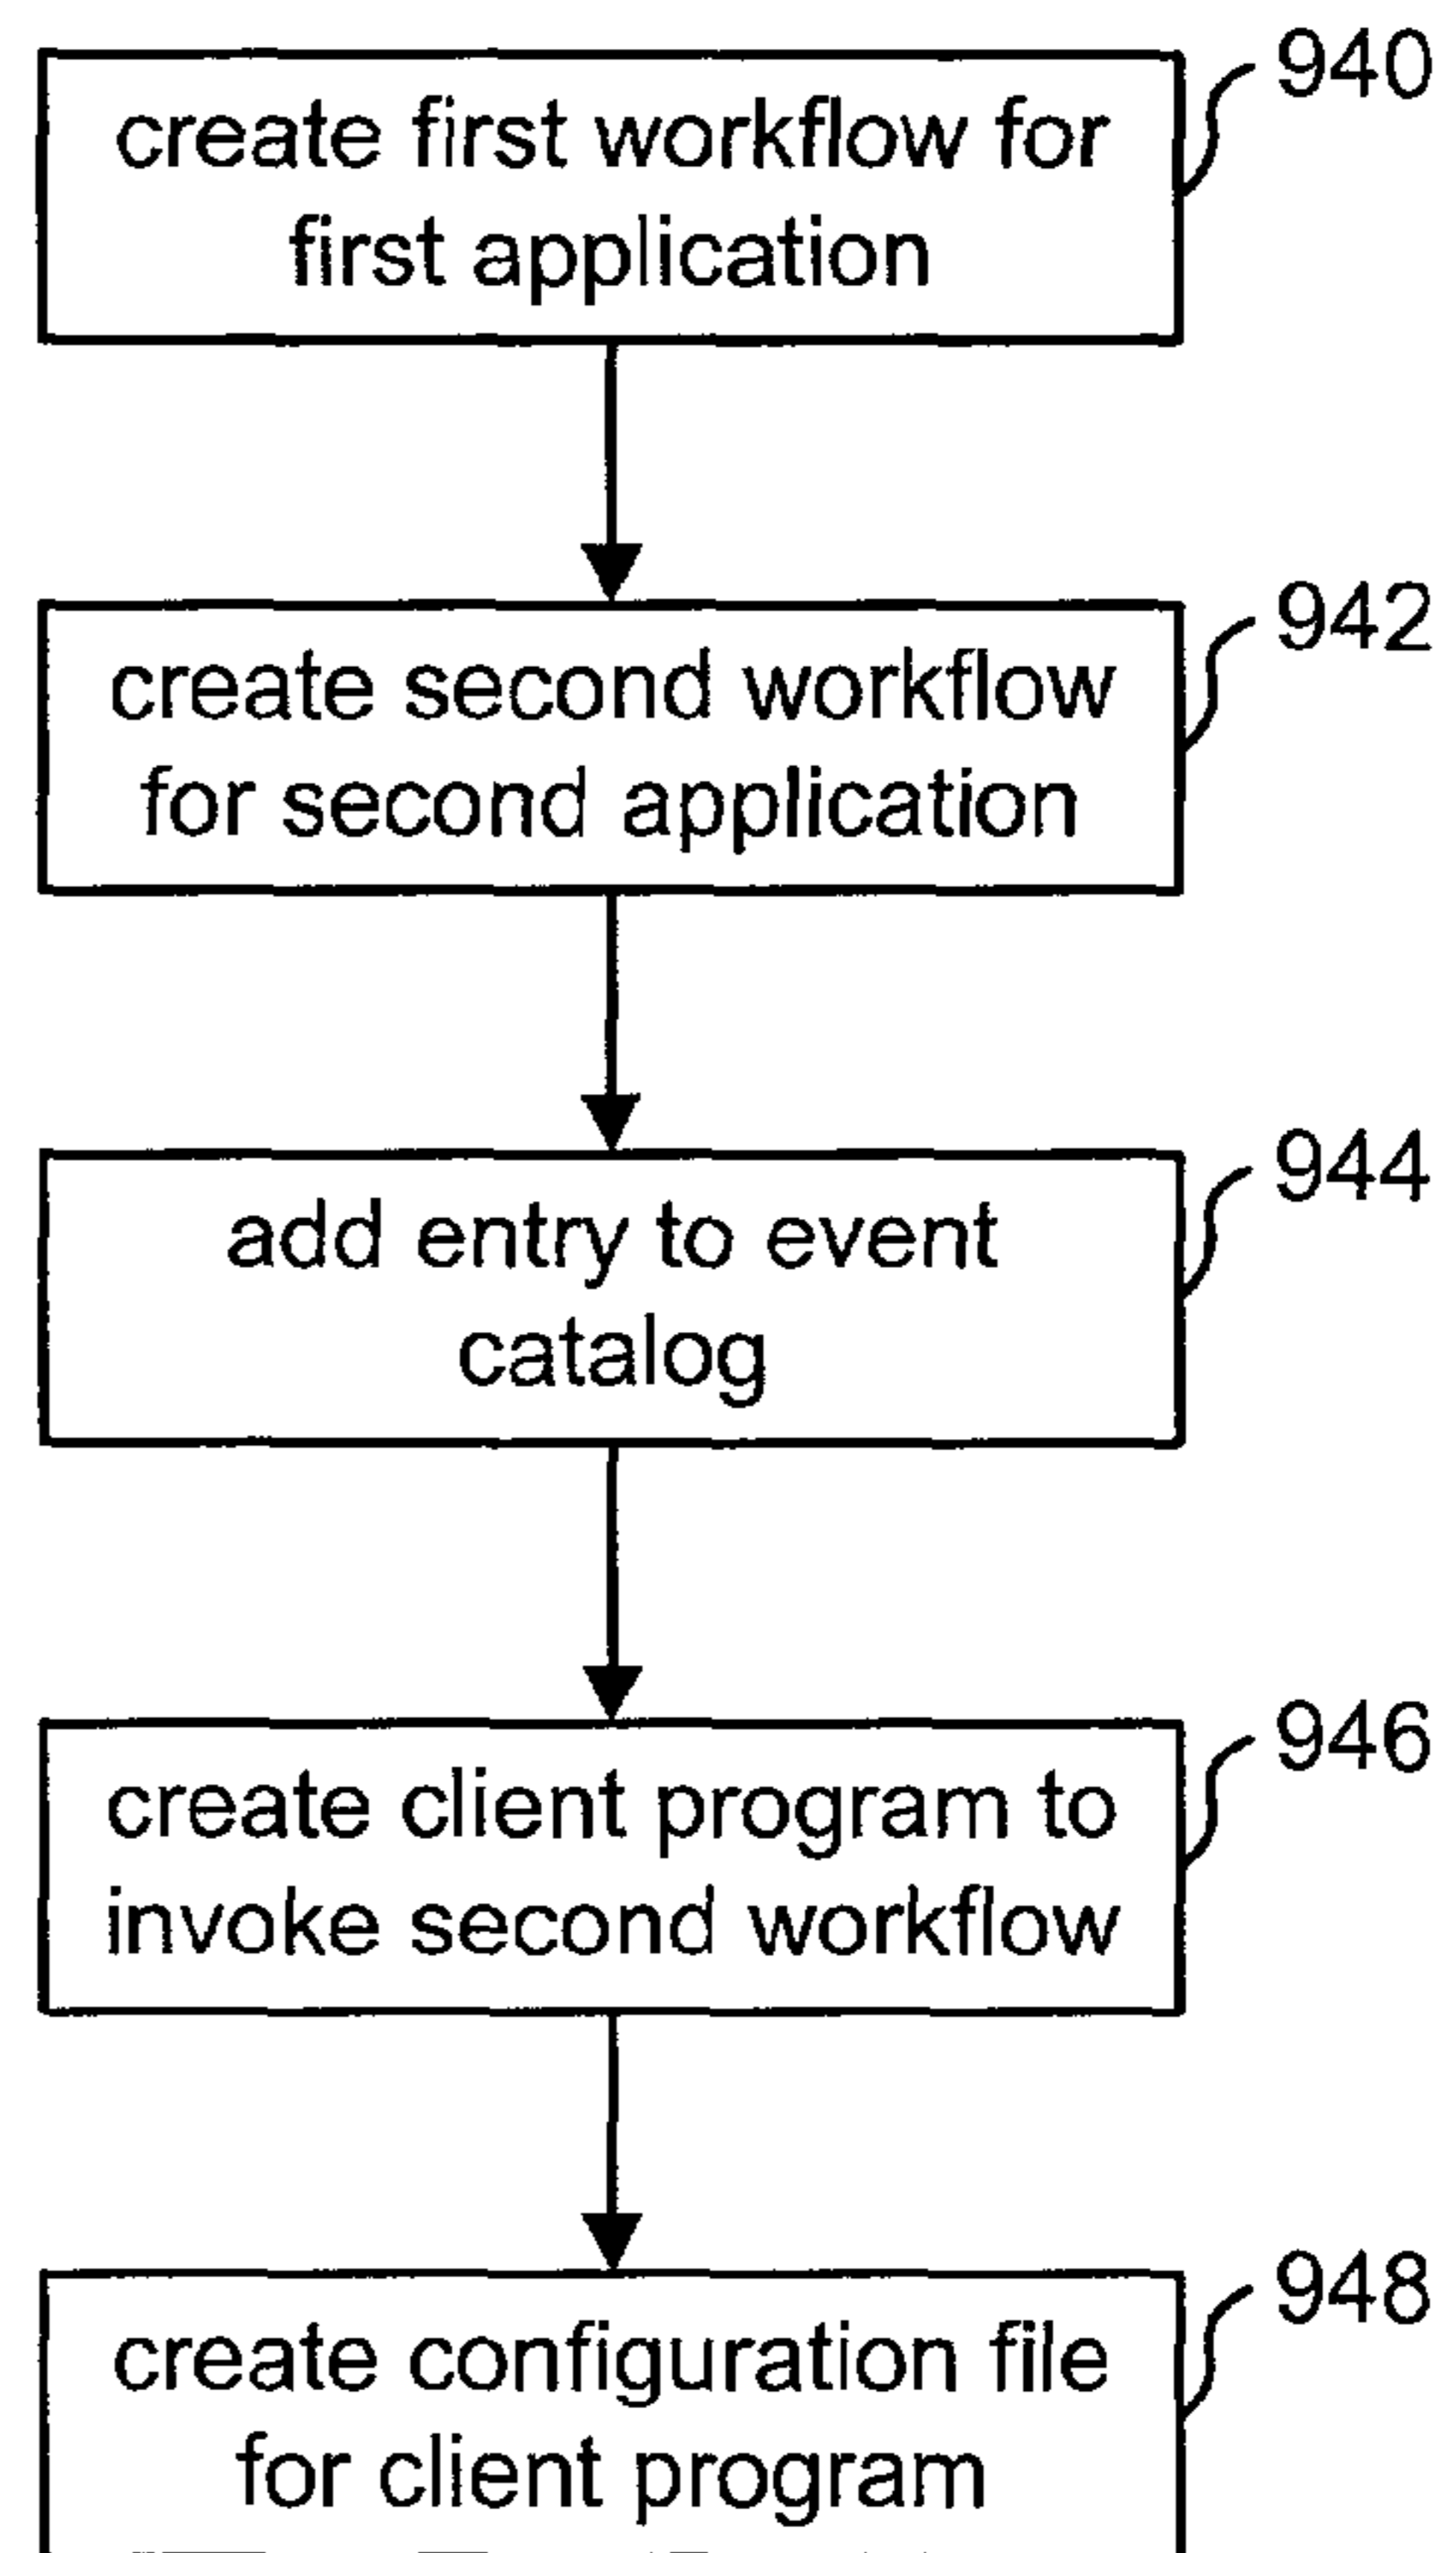 940
create first workflow for
first application
942
create second workflow
for second application
944
add entry to event
catalog
946
create client program to
invoke second workflow
948
create configuration file
for client program